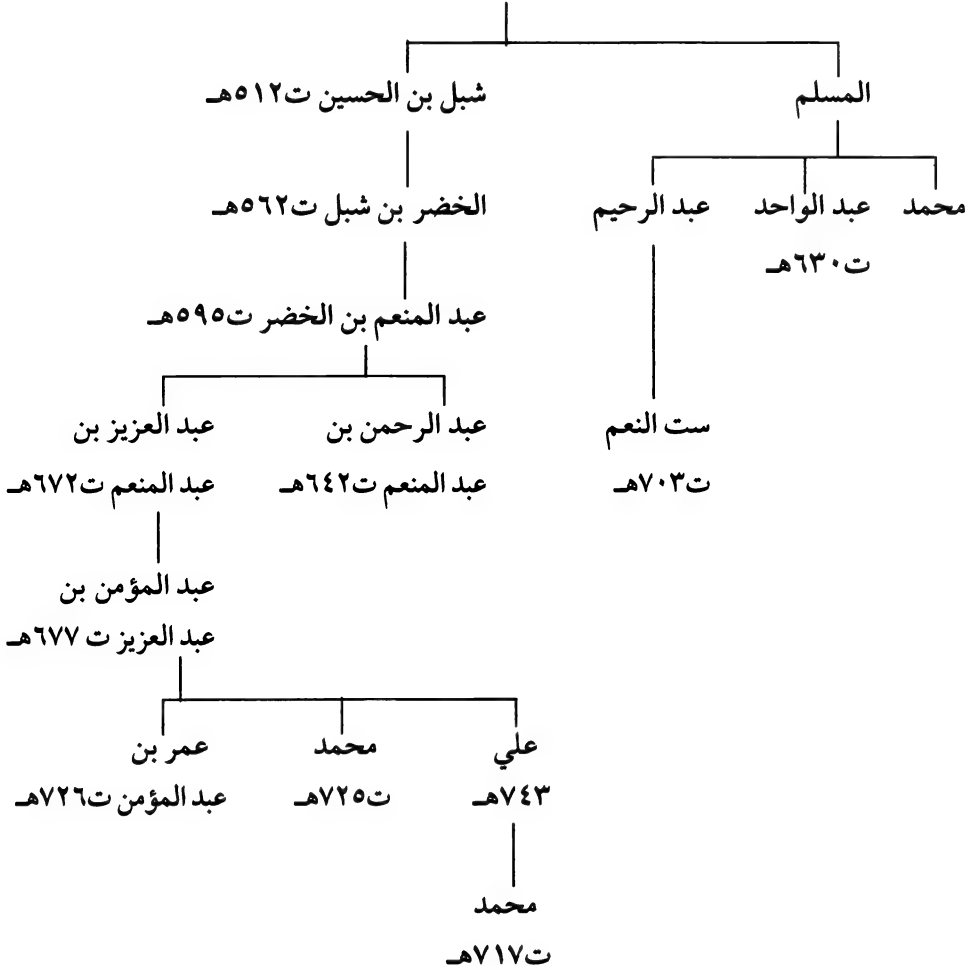 المسلم
شبل بن الحسين ت٥١٢هـ
محمد
عبد الواحد
ت٦٣٠هـ
عبد الرحيم
الخضر بن شبل ت٥٦٢هـ
عبد المنعم بن الخضر ت٥٩٥هـ
ست النعم
ت٧٠٣هـ
عبد الرحمن بن
عبد المنعم ت٦٤٢هـ
عبد العزيز بن
عبد المنعم ت٦٧٢هـ
عبد المؤمن بن
عبد العزيز ت ٦٧٧هـ
علي
٧٤٣هـ
محمد
ت٧٢٥هـ
عمر بن
عبد المؤمن ت٧٢٦هـ
محمد
ت٧١٧هـ